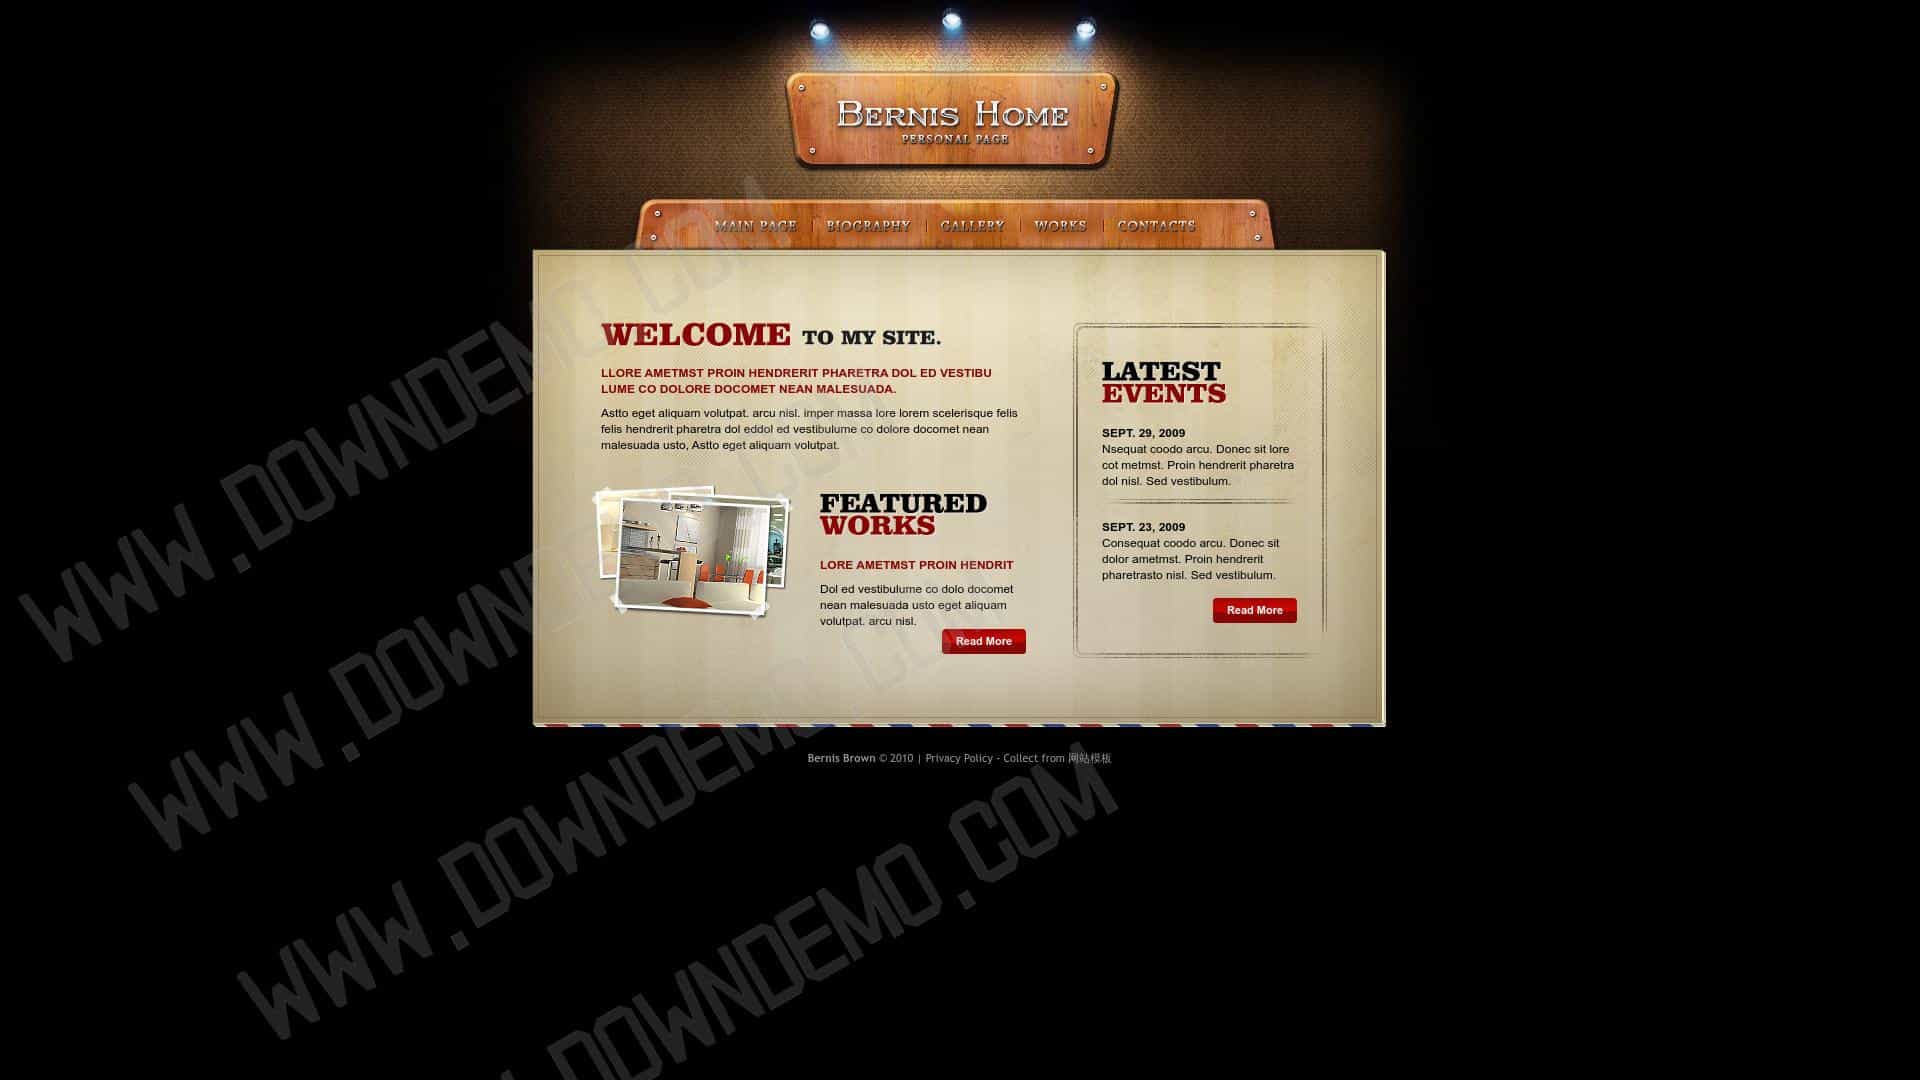 Bernis Home
PERSONAL PAGE
MAIN PAGE
BIOGRAPHY
GALLERY
WORKS
CONTACTS
WELCOME TO MY SITE.
LLORE AMETMST PROIN HENDRERIT PHARETRA DOL ED VESTIBU
LUME CO DOLORE DOCOMET NEAN MALESUADA.
Astto eget aliquam volutpat. arcu nisl. imper massa lore lorem scelerisque felis
felis hendrerit pharetra dol eddol ed vestibulume co dolore docomet nean
malesuada usto, Astto eget aliquam volutpat.
FEATURED
WORKS
LORE AMETMST PROIN HENDRIT
Dol ed vestibulume co dolo docomet
nean malesuada usto eget aliquam
volutpat. arcu nisl.
Read More
LATEST
EVENTS
SEPT. 29, 2009
Nsequat coodo arcu. Donec sit lore
cot metmst. Proin hendrerit pharetra
dol nisl. Sed vestibulum.
SEPT. 23, 2009
Consequat coodo arcu. Donec sit
dolor ametmst. Proin hendrerit
pharetrasto nisl. Sed vestibulum.
Read More
Bernis Brown © 2010 | Privacy Policy - Collect from 网站模板
WWW.DOWNDEMO.COM
WWW.DOWNDEMO.COM
WWW.DOWNDEMO.COM
.DOWNDEMO.COM